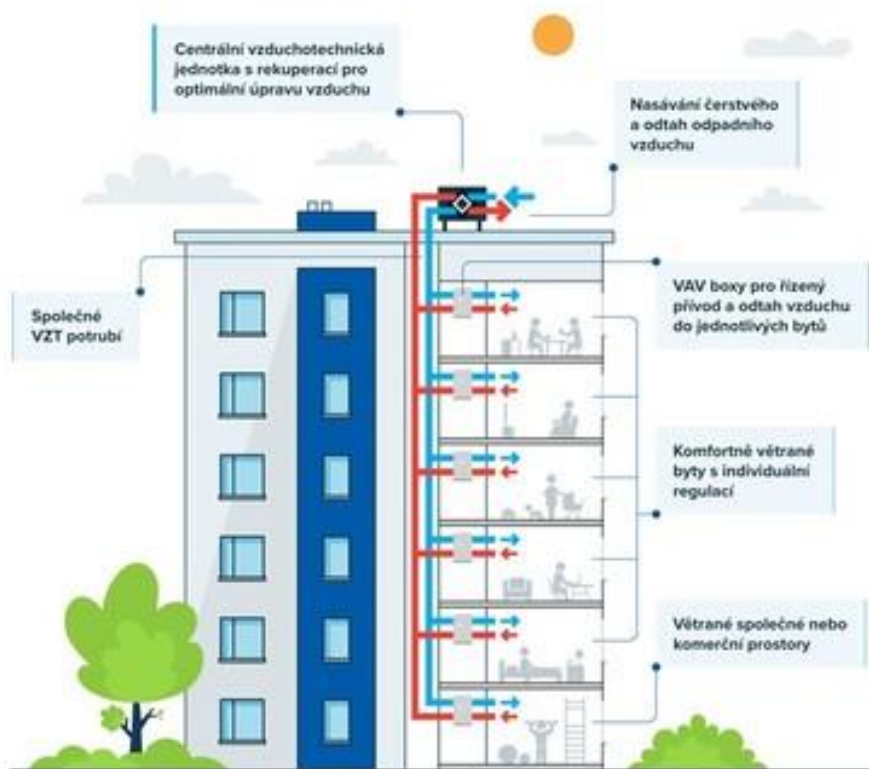 Centrální vzduchotechnická
jednotka s rekuperací pro
optimální úpravu vzduchu
Nasávání čerstvého
a odtah odpadního
vzduchu
Společné
VZT potrubí
VAV boxy pro řízený
přívod a odtah vzduchu
do jednotlivých bytů
Komfortně větrané
byty s individuální
regulací
Větrané společné nebo
komerční prostory